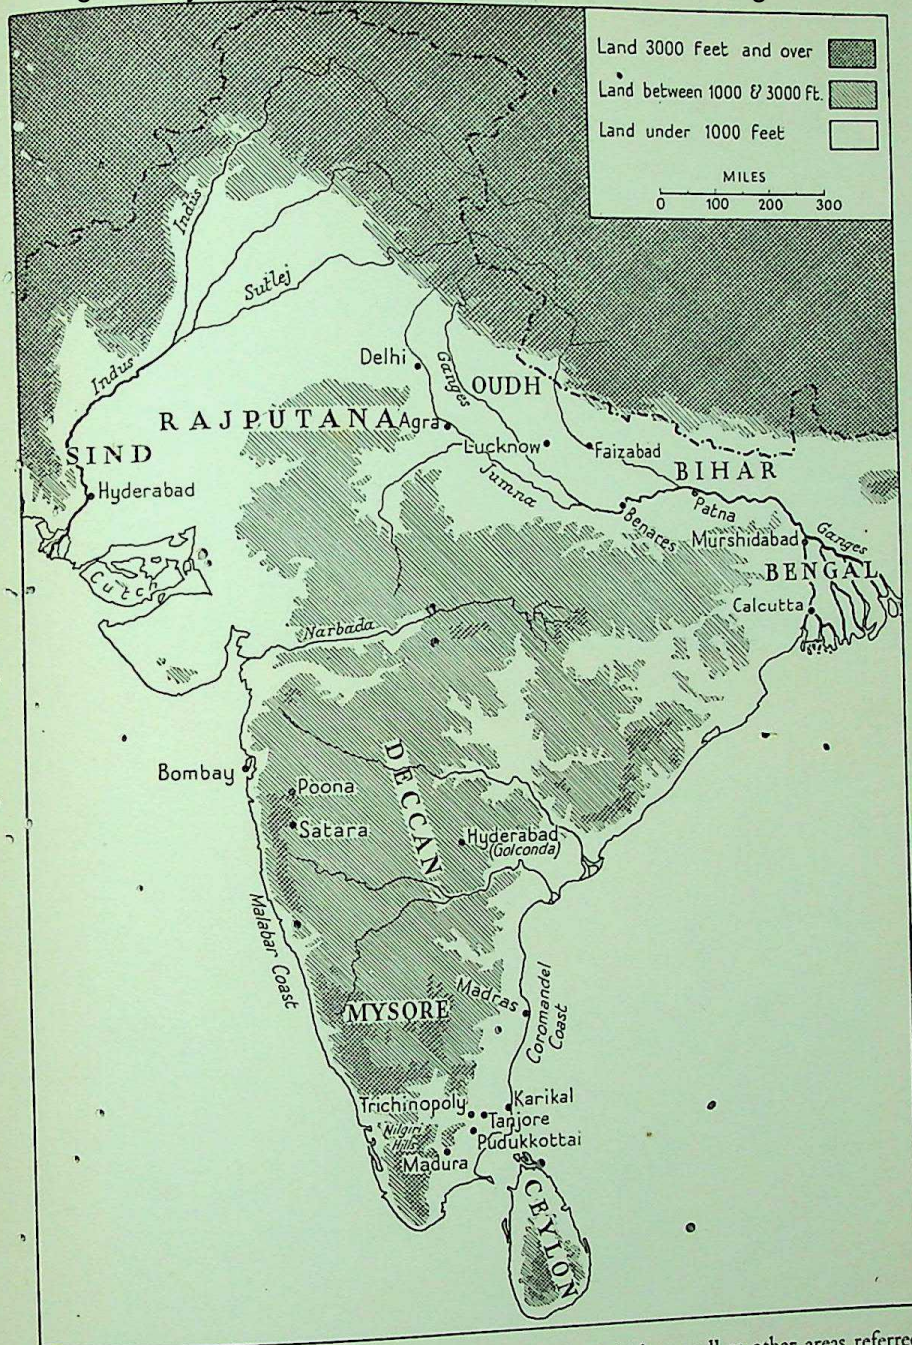 Land 3000 feet and over
Land between 1000 & 3000 ft.
Land under 1000 feet
MILES
0 100 200 300
Indus
Sutlej
Indus
Delhi
Ganges
OUDH
RAJPUTANA
Agra
SIND
Lucknow
Faizabad
Hyderabad
Jumna
BIHAR
Benares
Patna
Murshidabad
Ganges
Cutch
BENGAL
Calcutta
Narbada
Bombay
DECCAN
Poona
Satara
Hyderabad
(Golconda)
Malabar Coast
MYSORE
Madras
Coromandel
Coast
Trichinopoly
Karikal
Tanjore
Nilgiri
Hills
Pudukkottai
Madura
CEYLON
other areas referred